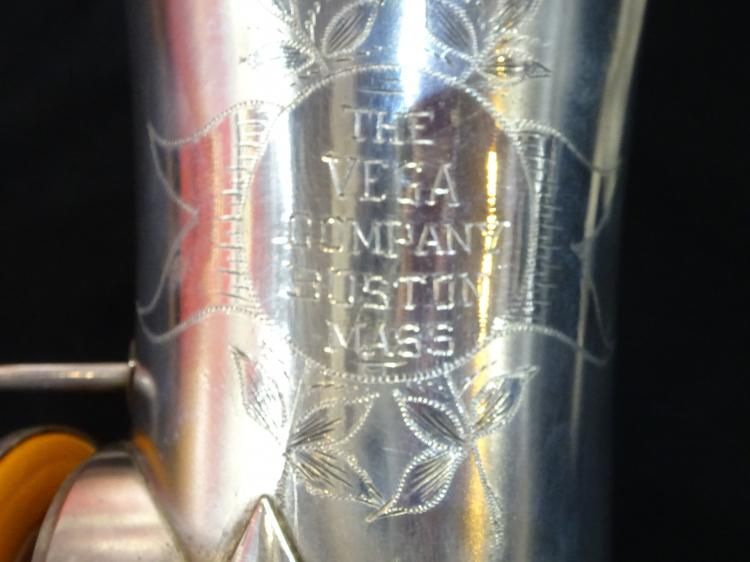 THE
VEGA
COMPANY
BOSTON
MASS